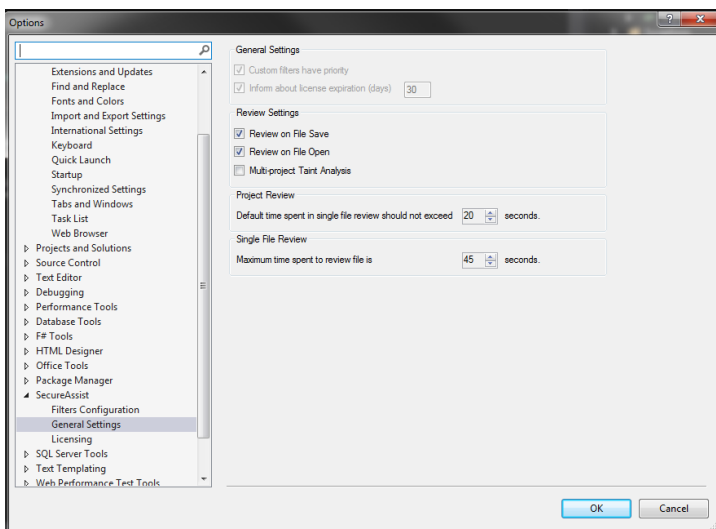 Options
Extensions and Updates
Find and Replace
Fonts and Colors
Import and Export Settings
International Settings
Keyboard
Quick Launch
Startup
Synchronized Settings
Tabs and Windows
Task List
Web Browser
Projects and Solutions
Source Control
Text Editor
Debugging
Performance Tools
Database Tools
F# Tools
HTML Designer
Office Tools
Package Manager
SecureAssist
Filters Configuration
General Settings
Licensing
SQL Server Tools
Text Templating
Web Performance Test Tools
General Settings
Custom filters have priority
Inform about license expiration (days) 30
Review Settings
Review on File Save
Review on File Open
Multi-project Taint Analysis
Project Review
Default time spent in single file review should not exceed 20 seconds.
Single File Review
Maximum time spent to review file is 45 seconds.
OK Cancel